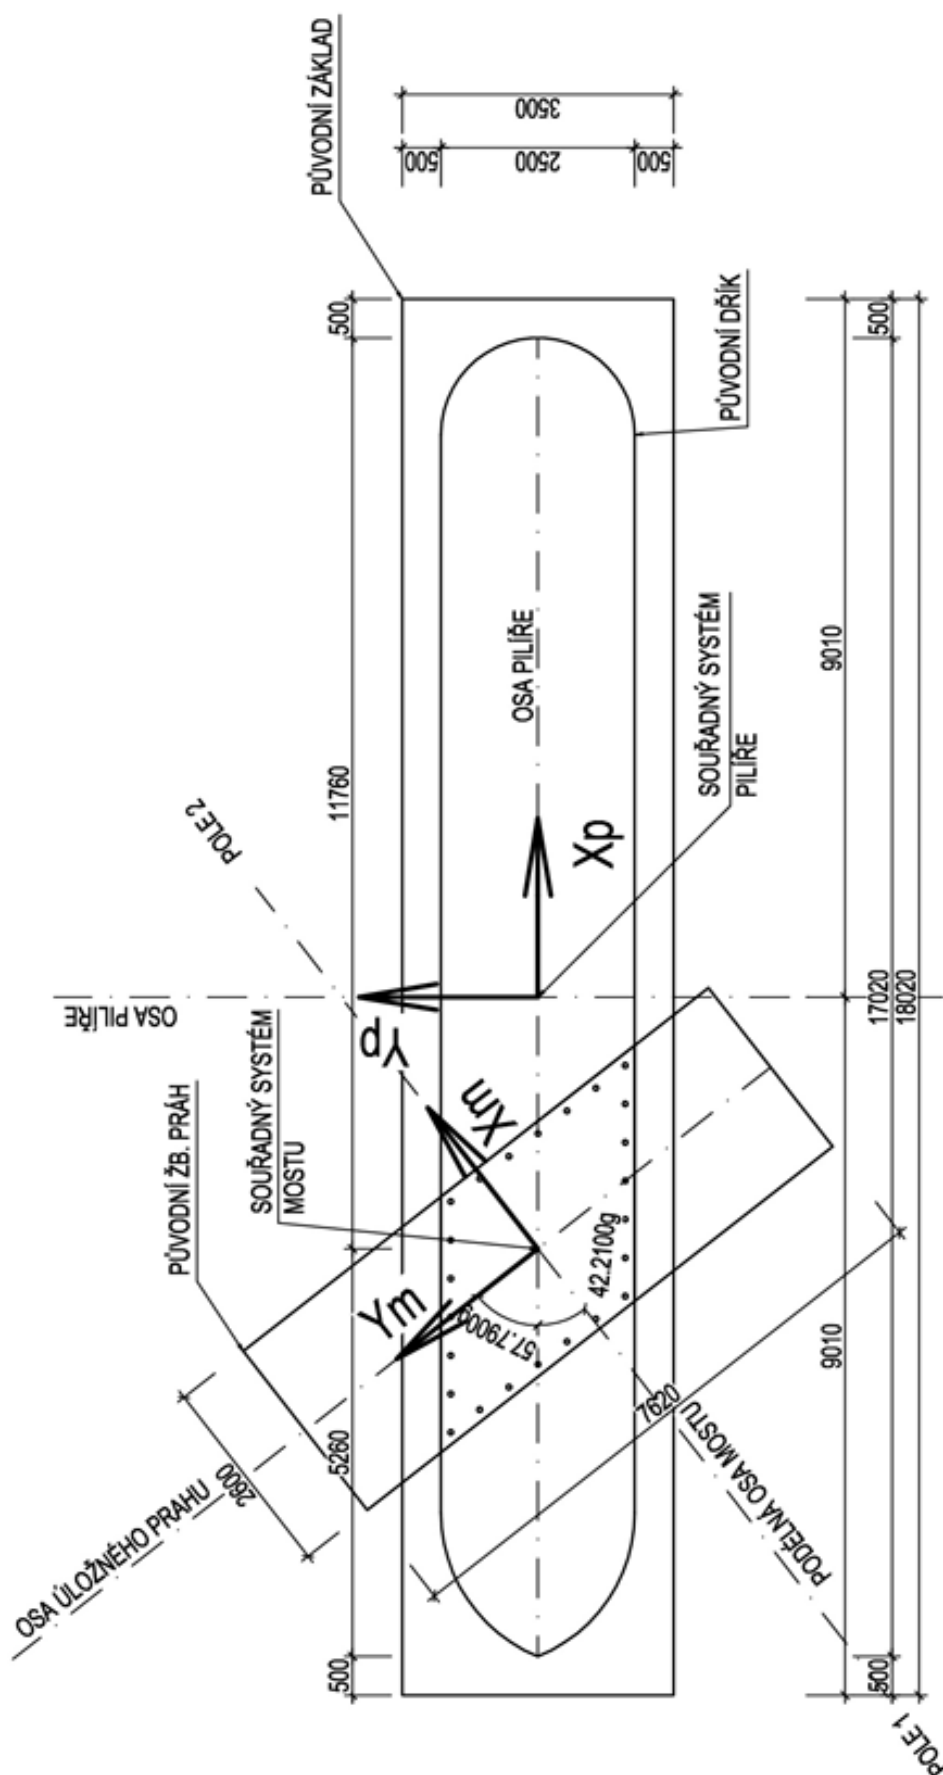 PŮVODNÍ ZÁKLAD
3500
500
2500
500
500
500
PŮVODNÍ DŘÍK
OSA PILÍŘE
SOUŘADNÝ SYSTÉM
PILÍŘE
9010
11760
POLE 2
Xp
OSA PILÍŘE
Yp
17020
18020
SOUŘADNÝ SYSTÉM
MOSTU
PŮVODNÍ ŽB. PRÁH
Xm
Ym
42.2100g
57.7900g
9010
5260
7620
2600
OSA ÚLOŽNÉHO PRAHU
PODÉLNÁ OSA MOSTU
500
500
POLE 1